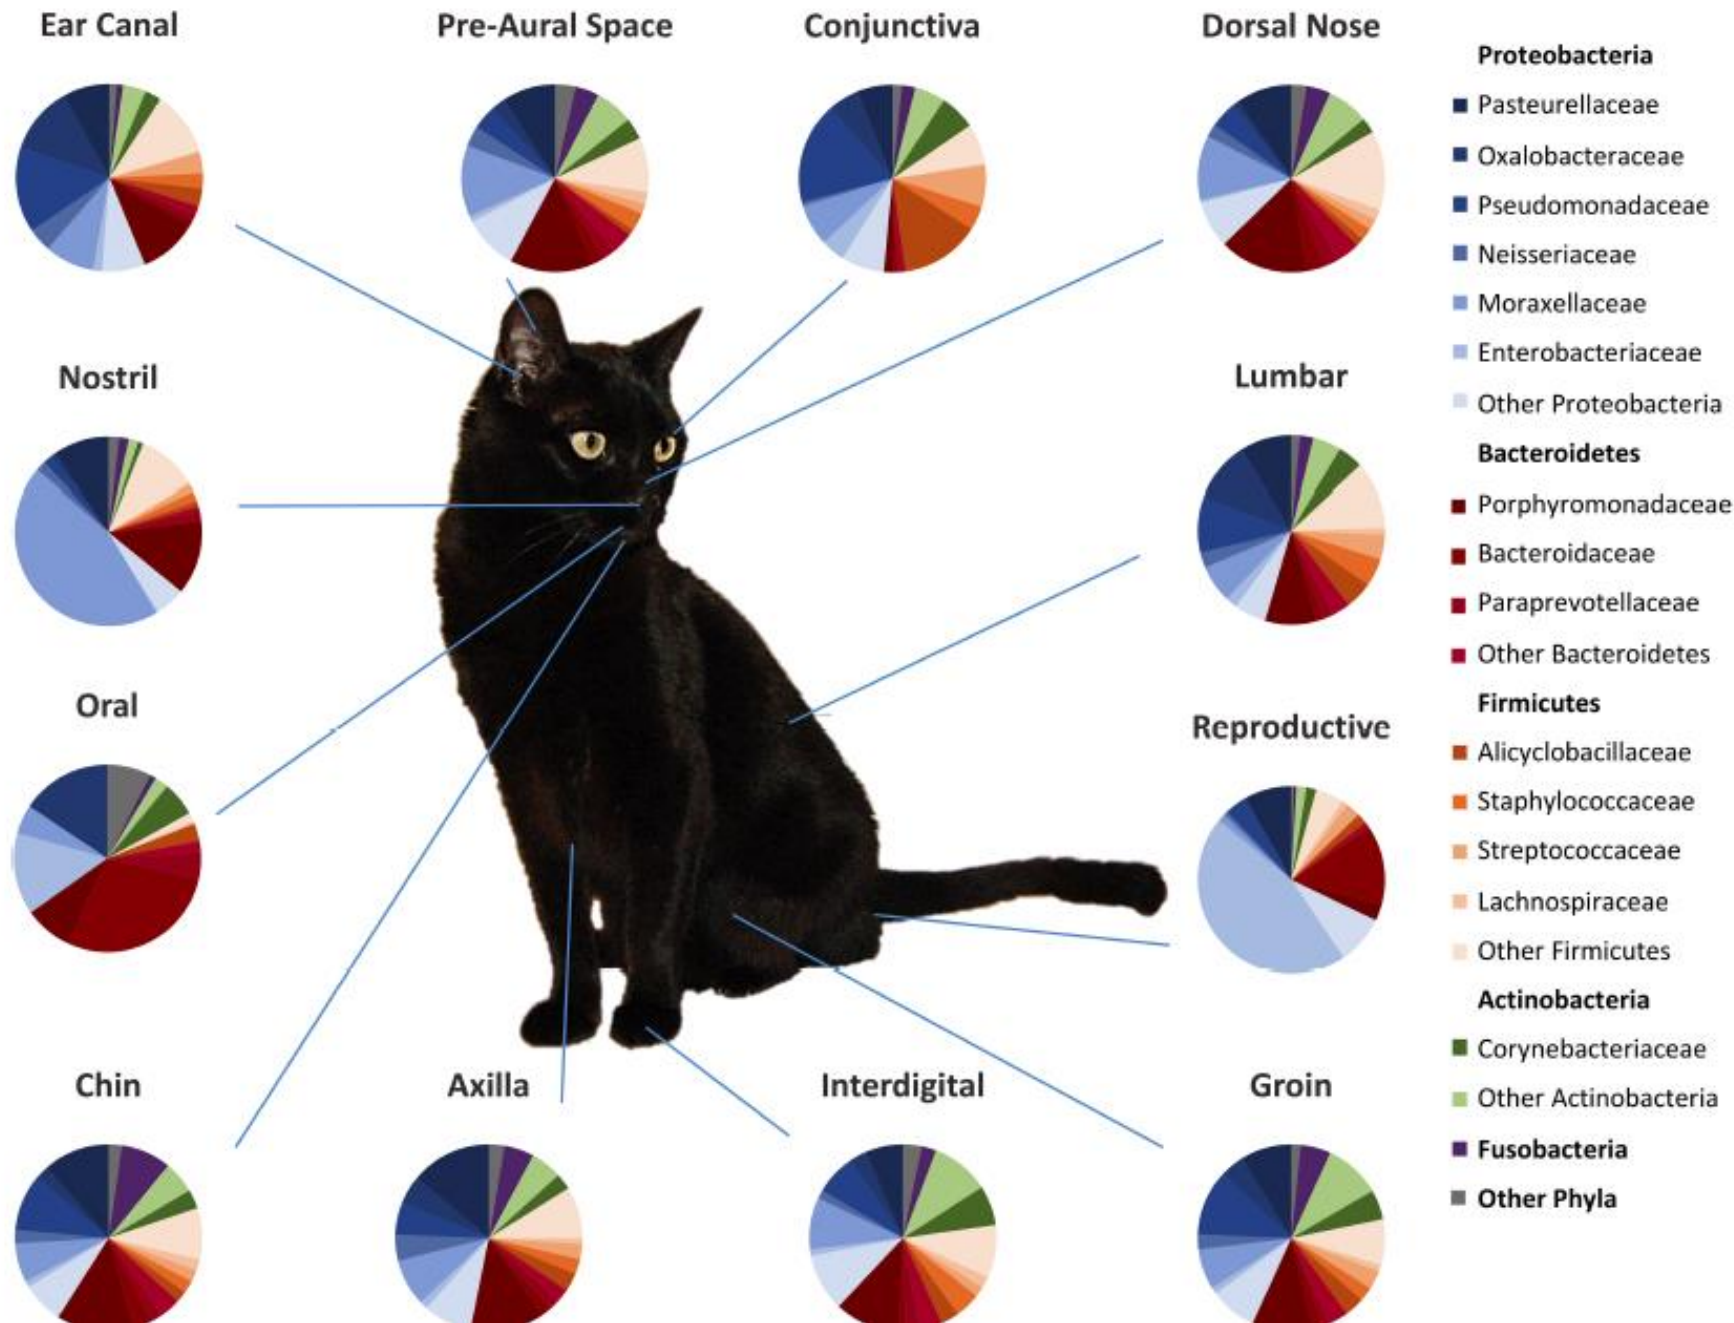 Ear Canal
Pre-Aural Space
Conjunctiva
Dorsal Nose
Nostril
Lumbar
Oral
Reproductive
Chin
Axilla
Interdigital
Groin
Proteobacteria
Pasteurellaceae
Oxalobacteraceae
Pseudomonadaceae
Neisseriaceae
Moraxellaceae
Enterobacteriaceae
Other Proteobacteria
Bacteroidetes
Porphyromonadaceae
Bacteroidaceae
Paraprevotellaceae
Other Bacteroidetes
Firmicutes
Alicyclobacillaceae
Staphylococcaceae
Streptococcaceae
Lachnospiraceae
Other Firmicutes
Actinobacteria
Corynebacteriaceae
Other Actinobacteria
Fusobacteria
Other Phyla